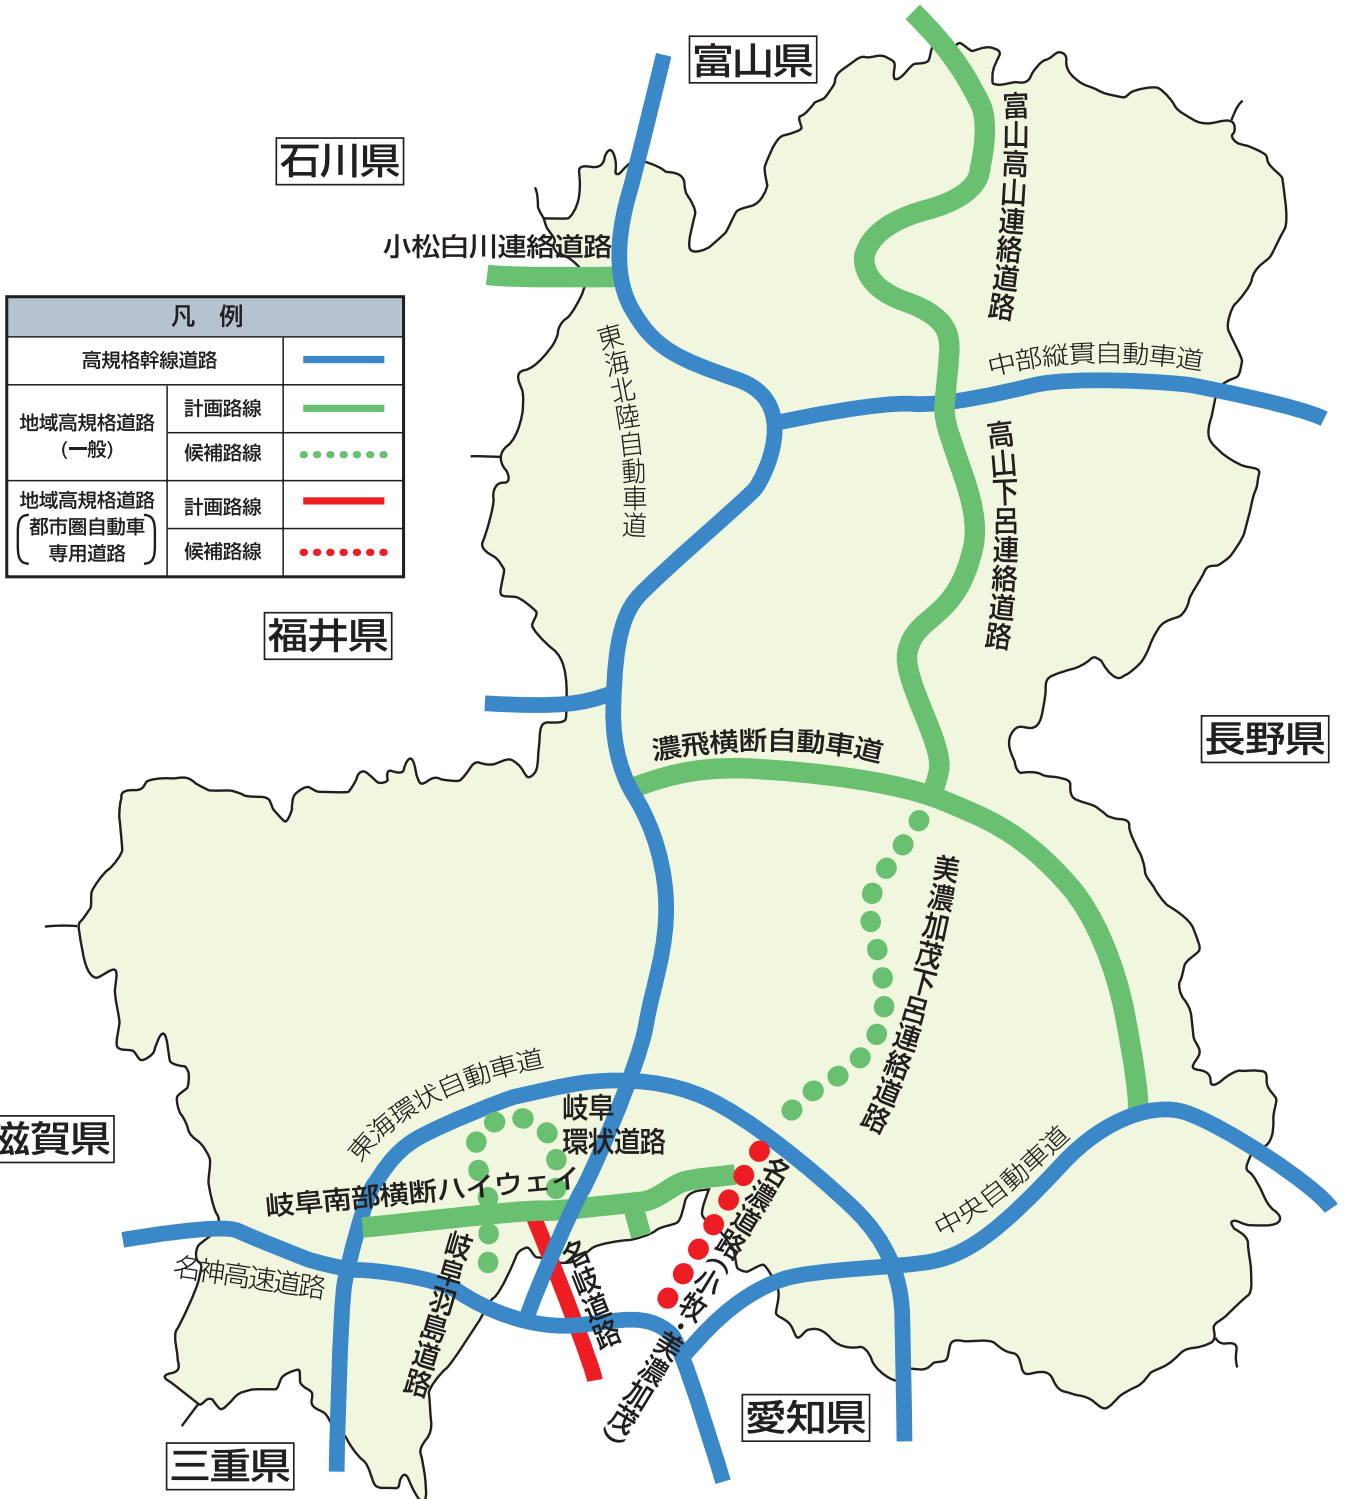 富山県
石川県
富山高山連絡道路
小松白川連絡道路
凡 例
高規格幹線道路
地域高規格道路
(一般)
計画路線
候補路線
地域高規格道路
(都市圏自動車
専用道路)
計画路線
候補路線
東海北陸自動車道
中部縦貫自動車道
高山下呂連絡道路
福井県
長野県
濃飛横断自動車道
美濃加茂下呂連絡道路
東海環状自動車道
岐阜
環状道路
滋賀県
岐阜南部横断ハイウェイ
中央自動車道
名濃道路(小牧・美濃加茂)
名神高速道路
岐阜羽島道路
名岐道路
愛知県
三重県